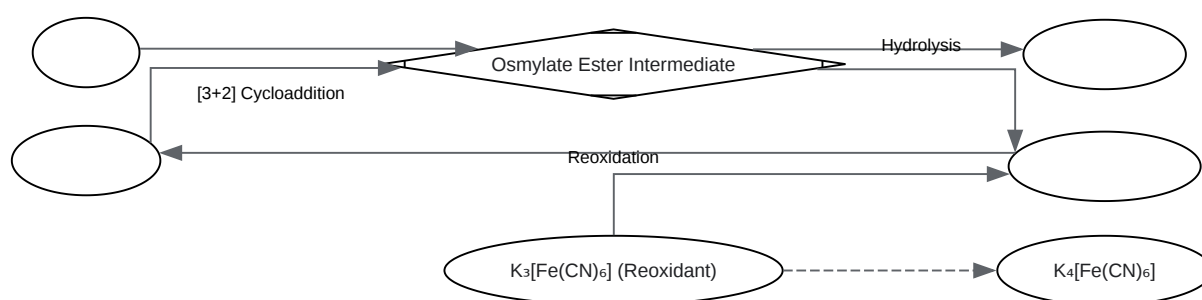 Hydrolysis
Osmylate Ester Intermediate
[3+2] Cycloaddition
Reoxidation
K₃[Fe(CN)₆] (Reoxidant)
K₄[Fe(CN)₆]